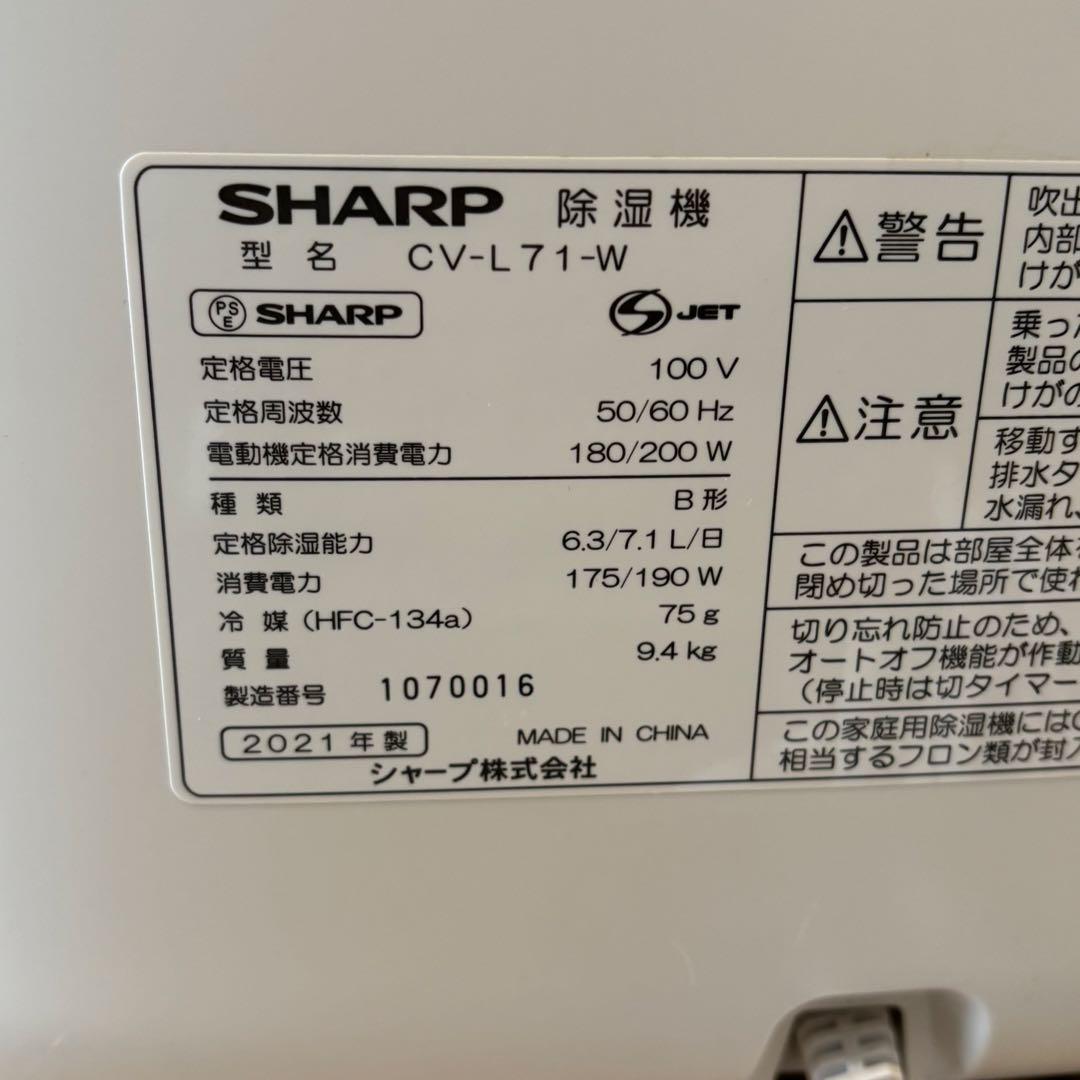 SHARP 除湿機
型名 CV-L71-W
PSE SHARP
S JET
定格電圧 100 V
定格周波数 50/60 Hz
電動機定格消費電力 180/200 W
種類 B形
定格除湿能力 6.3/7.1 L/日
消費電力 175/190 W
冷媒(HFC-134a) 75 g
質量 9.4 kg
製造番号 1070016
2021年製 MADE IN CHINA
シャープ株式会社
警告
吹出
内部
けが
注意
乗っ
製品の
けがの
移動す
排水タ
水漏れ、
この製品は部屋全体を
閉め切った場所で使わ
切り忘れ防止のため、
オートオフ機能が作動
(停止時は切タイマー
この家庭用除湿機には
相当するフロン類が封入